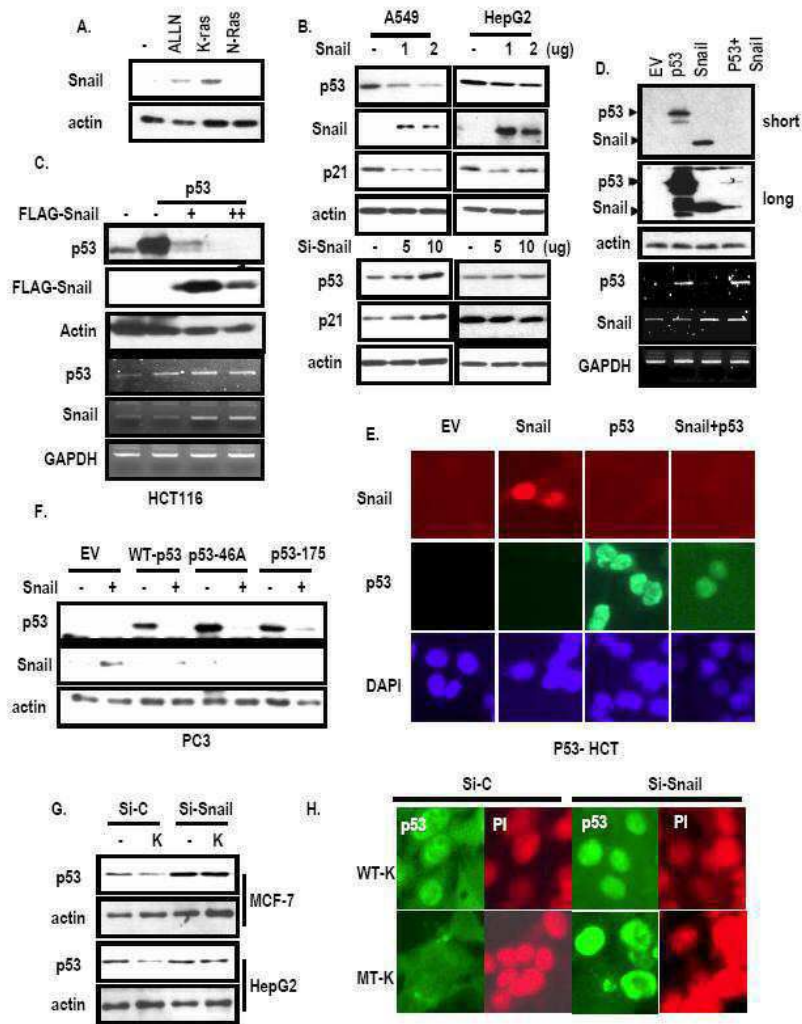 A.
- ALLN K-ras N-Ras
Snail
actin
B.
A549 HepG2
Snail - 1 2 - 1 2 (ug)
p53
Snail
p21
actin
Si-Snail - 5 10 - 5 10 (ug)
p53
p21
actin
C.
p53
FLAG-Snail - - + ++
p53
FLAG-Snail
Actin
p53
Snail
GAPDH
HCT116
D.
EV p53 Snail P53+ Snail
p53
Snail
short
p53
Snail
long
actin
p53
Snail
GAPDH
E.
EV Snail p53 Snail+p53
Snail
p53
DAPI
P53- HCT
F.
EV WT-p53 p53-46A p53-175
Snail - + - + - + - +
p53
Snail
actin
PC3
G.
Si-C Si-Snail
- K - K
p53
actin
MCF-7
p53
actin
HepG2
H.
Si-C Si-Snail
p53 PI p53 PI
WT-K
MT-K